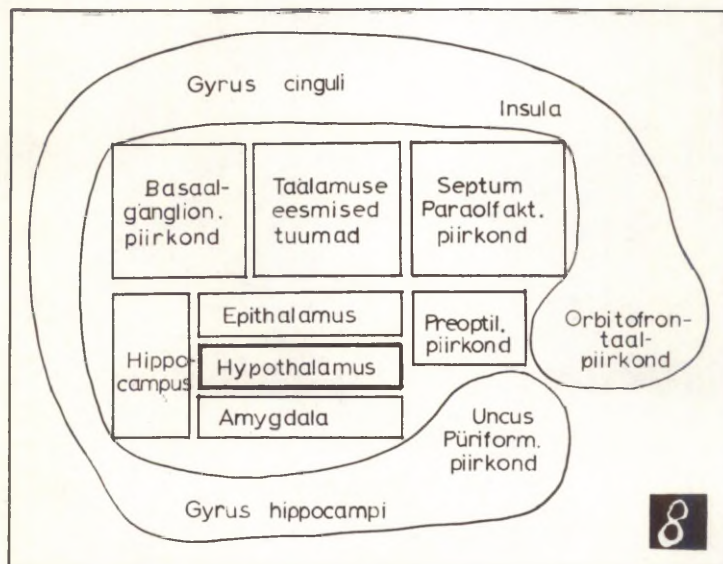 Gyrus cinguli
Insula
Basaal-
ganglion.
piirkond
Taalamuse
eesmised
tuumad
Septum
Paraolfakt.
piirkond
Epithalamus
Preoptil.
piirkond
Orbitofron-
taal-
piirkond
Hippo-
campus
Hypothalamus
Amygdala
Uncus
Püriform.
piirkond
Gyrus hippocampi
8